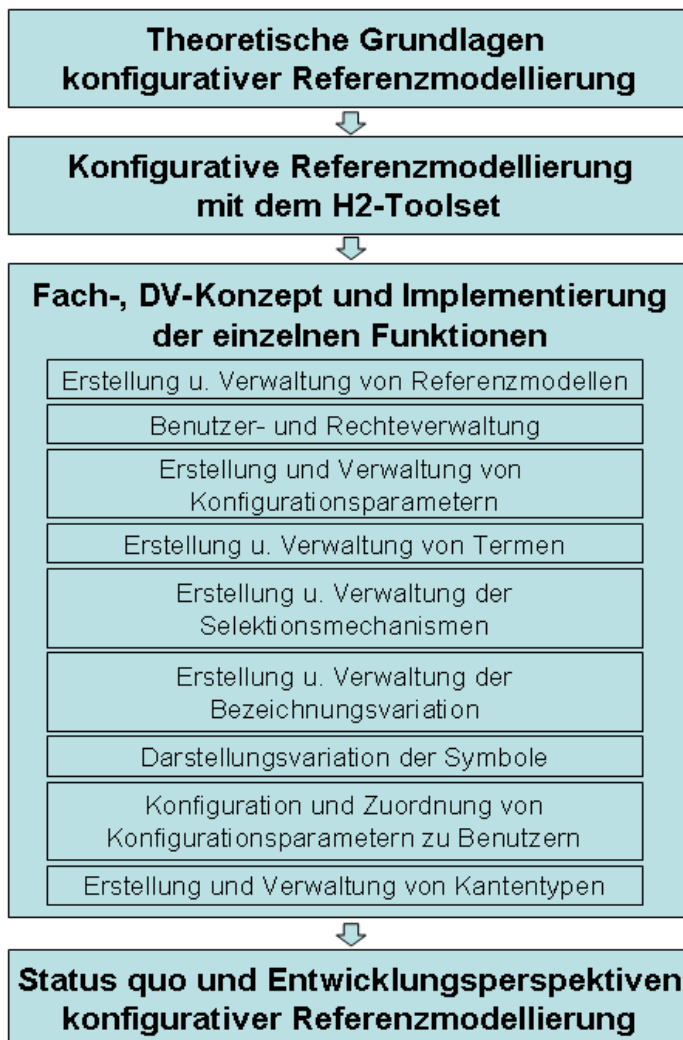 Theoretische Grundlagen
konfigurativer Referenzmodellierung
Konfigurative Referenzmodellierung
mit dem H2-Toolset
Fach-, DV-Konzept und Implementierung
der einzelnen Funktionen
Erstellung u. Verwaltung von Referenzmodellen
Benutzer- und Rechteverwaltung
Erstellung und Verwaltung von
Konfigurationsparametern
Erstellung u. Verwaltung von Termen
Erstellung u. Verwaltung der
Selektionsmechanismen
Erstellung u. Verwaltung der
Bezeichnungsvariation
Darstellungsvariation der Symbole
Konfiguration und Zuordnung von
Konfigurationsparametern zu Benutzern
Erstellung und Verwaltung von Kantentypen
Status quo und Entwicklungsperspektiven
konfigurativer Referenzmodellierung